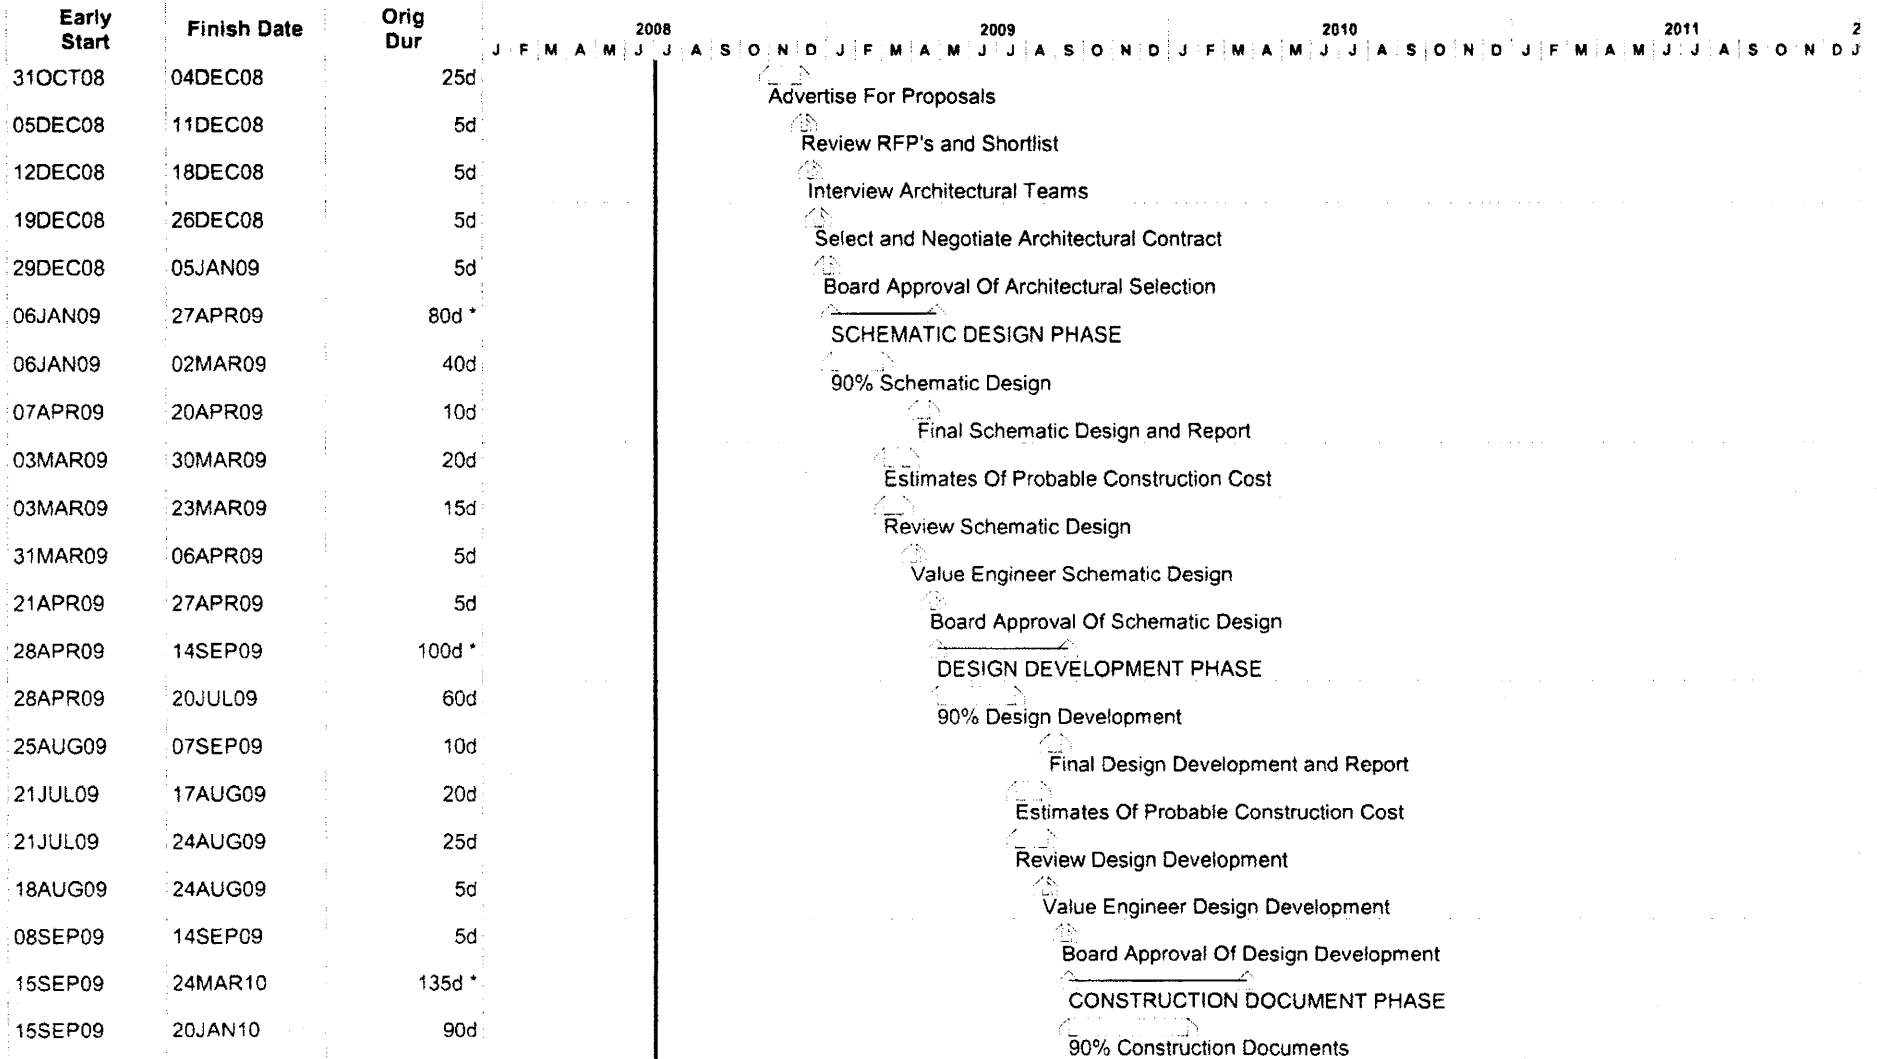 Early Start Finish Date Orig Dur
2008 2009 2010 2011 2
J F M A M J J A S O N D J F M A M J J A S O N D J F M A M J J A S O N D J F M A M J J A S O N D J
31OCT08 04DEC08 25d
Advertise For Proposals
05DEC08 11DEC08 5d
Review RFP's and Shortlist
12DEC08 18DEC08 5d
Interview Architectural Teams
19DEC08 26DEC08 5d
Select and Negotiate Architectural Contract
29DEC08 05JAN09 5d
Board Approval Of Architectural Selection
06JAN09 27APR09 80d *
SCHEMATIC DESIGN PHASE
06JAN09 02MAR09 40d
90% Schematic Design
07APR09 20APR09 10d
Final Schematic Design and Report
03MAR09 30MAR09 20d
Estimates Of Probable Construction Cost
03MAR09 23MAR09 15d
Review Schematic Design
31MAR09 06APR09 5d
Value Engineer Schematic Design
21APR09 27APR09 5d
Board Approval Of Schematic Design
28APR09 14SEP09 100d *
DESIGN DEVELOPMENT PHASE
28APR09 20JUL09 60d
90% Design Development
25AUG09 07SEP09 10d
Final Design Development and Report
21JUL09 17AUG09 20d
Estimates Of Probable Construction Cost
21JUL09 24AUG09 25d
Review Design Development
18AUG09 24AUG09 5d
Value Engineer Design Development
08SEP09 14SEP09 5d
Board Approval Of Design Development
15SEP09 24MAR10 135d *
CONSTRUCTION DOCUMENT PHASE
15SEP09 20JAN10 90d
90% Construction Documents